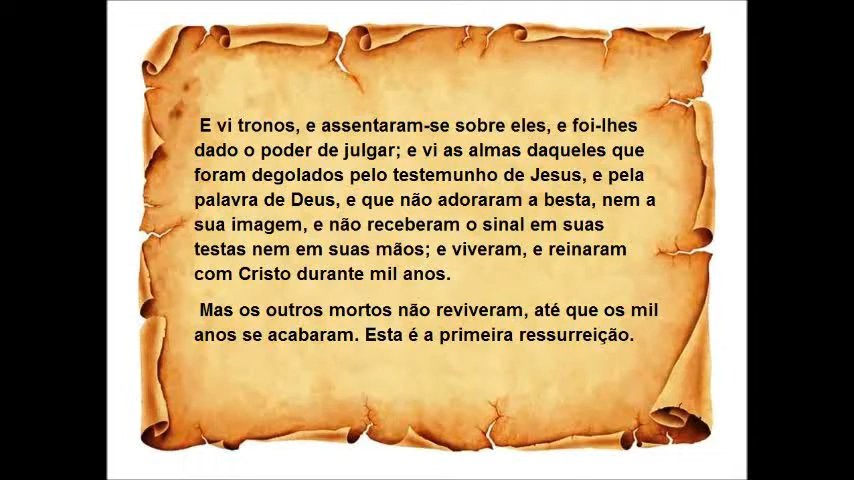 E vi tronos, e assentaram-se sobre eles, e foi-lhes
dado o poder de julgar; e vi as almas daqueles que
foram degolados pelo testemunho de Jesus, e pela
palavra de Deus, e que não adoraram a besta, nem a
sua imagem, e não receberam o sinal em suas
testas nem em suas mãos; e viveram, e reinaram
com Cristo durante mil anos.
Mas os outros mortos não reviveram, até que os mil
anos se acabaram. Esta é a primeira ressurreição.